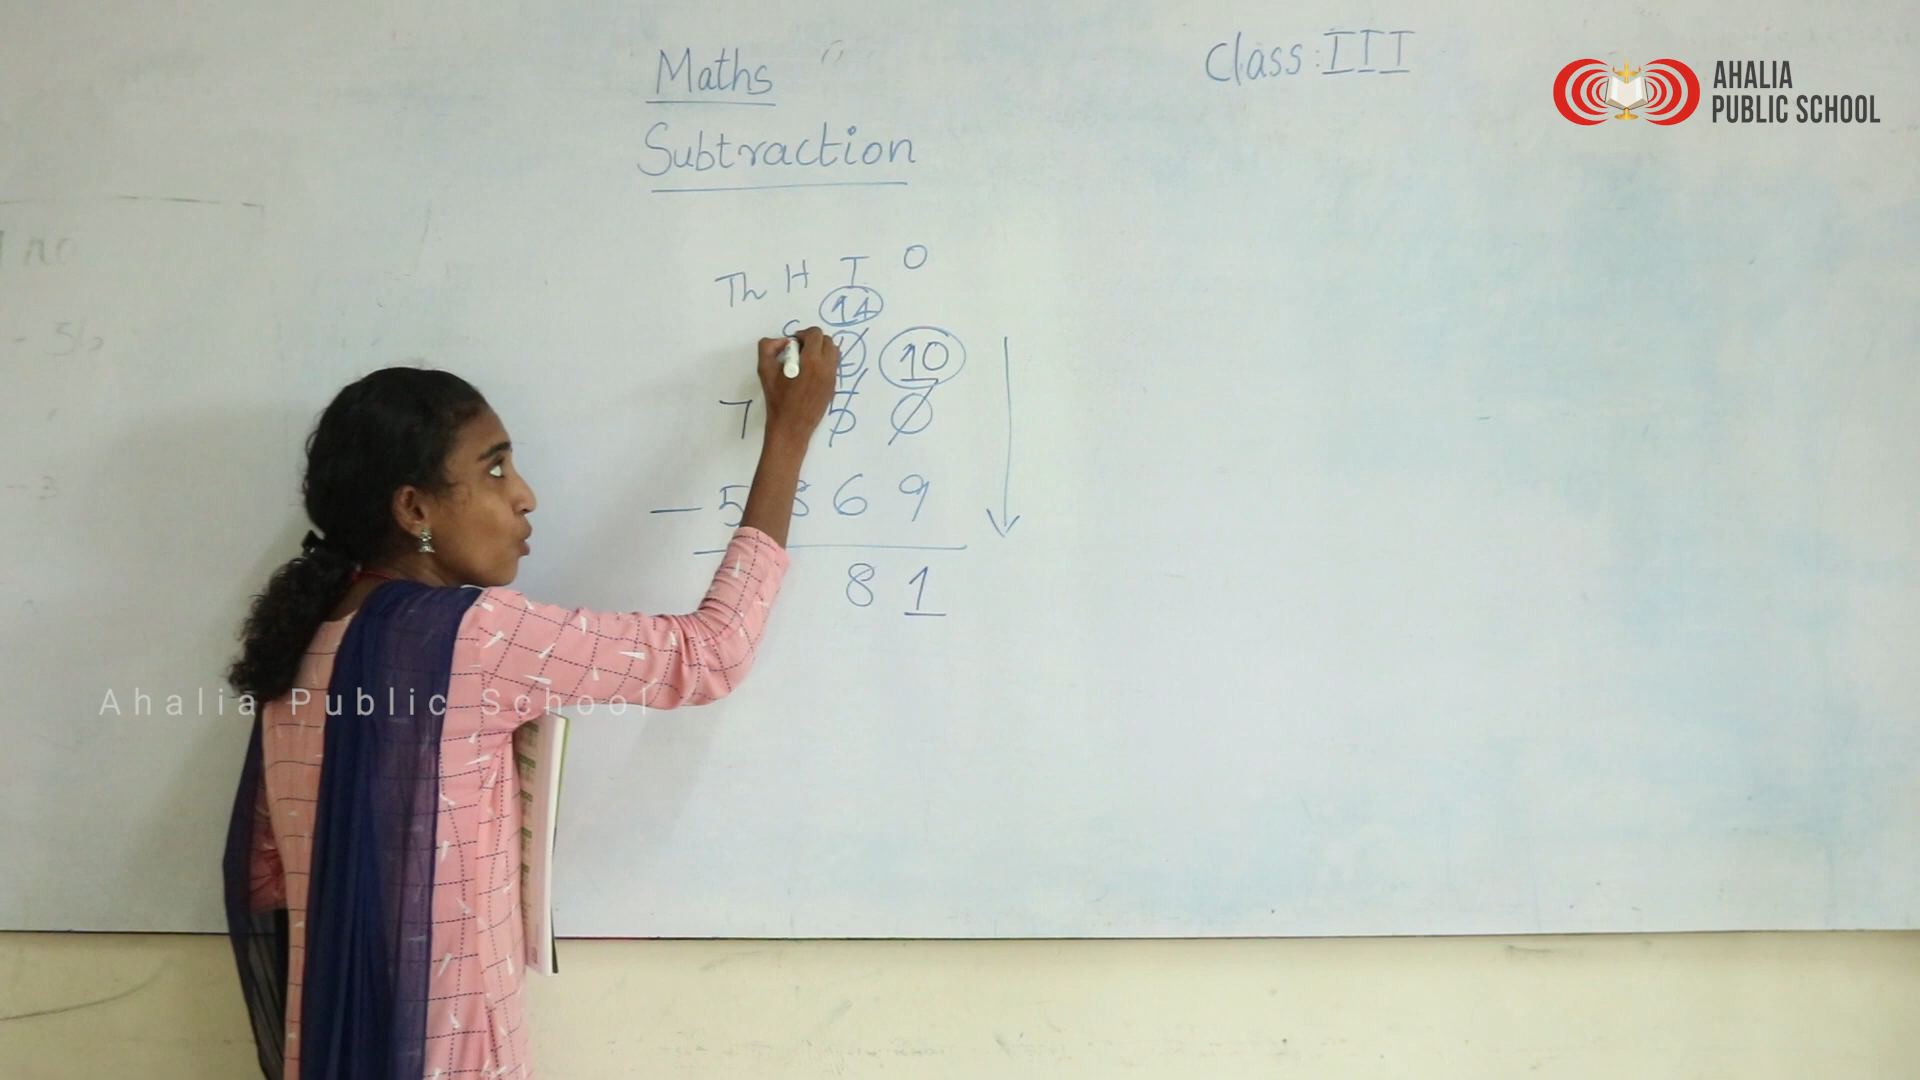 Maths
Class: III
AHALIA
PUBLIC SCHOOL
Subtraction
Th H T O
14
10
7 5 0
- 5 8 6 9
8 1
Ahalia Public School